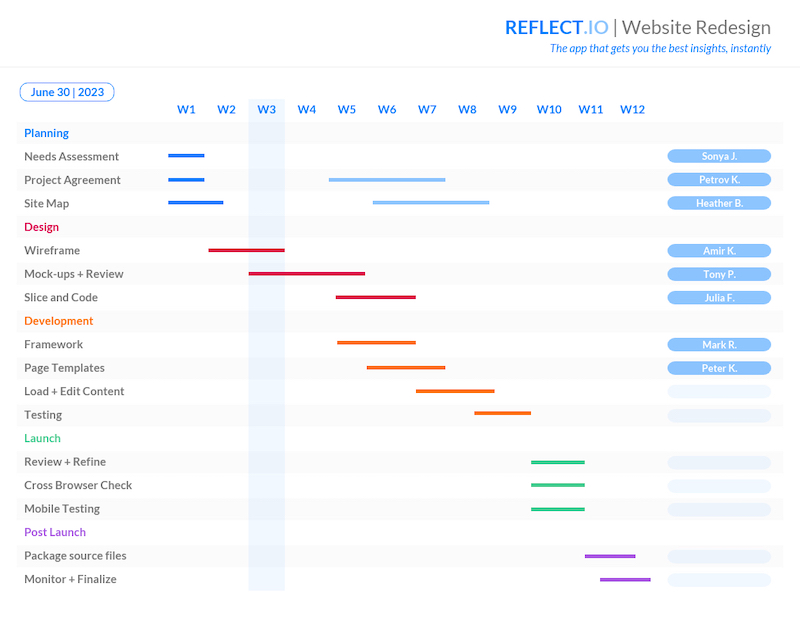 REFLECT.IO | Website Redesign
The app that gets you the best insights, instantly
June 30 | 2023
W1 W2 W3 W4 W5 W6 W7 W8 W9 W10 W11 W12
Planning
Needs Assessment Sonya J.
Project Agreement Petrov K.
Site Map Heather B.
Design
Wireframe Amir K.
Mock-ups + Review Tony P.
Slice and Code Julia F.
Development
Framework Mark R.
Page Templates Peter K.
Load + Edit Content
Testing
Launch
Review + Refine
Cross Browser Check
Mobile Testing
Post Launch
Package source files
Monitor + Finalize